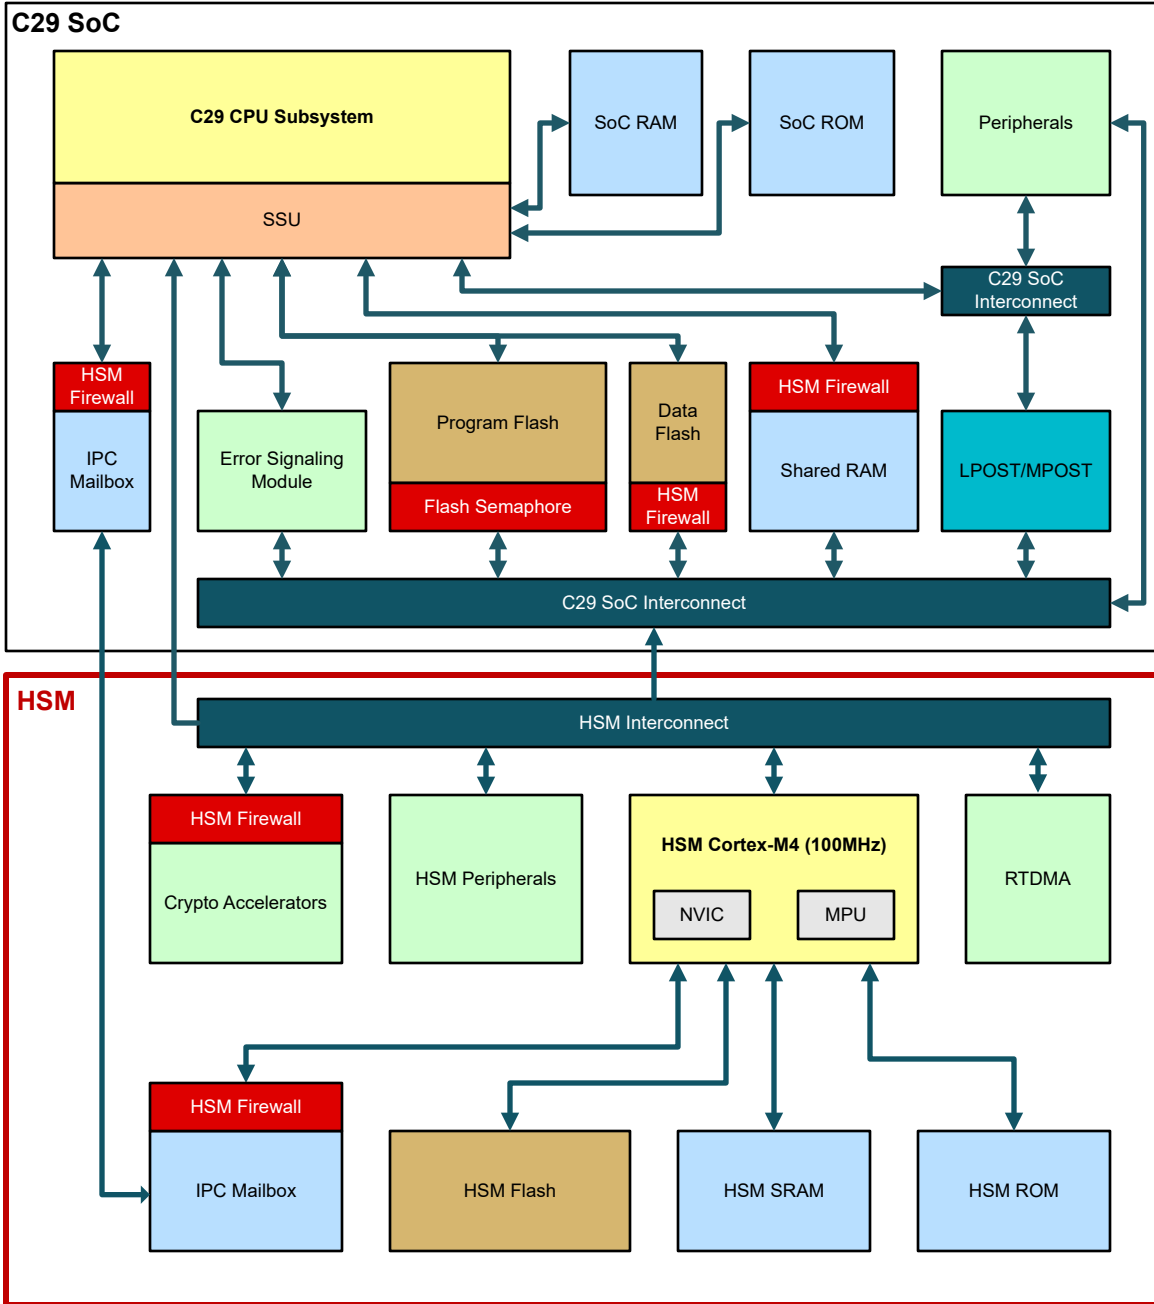 C29 SoC
C29 CPU Subsystem
SSU
SoC RAM
SoC ROM
Peripherals
C29 SoC
Interconnect
HSM
Firewall
IPC
Mailbox
Error Signaling
Module
Program Flash
Flash Semaphore
Data
Flash
HSM
Firewall
HSM Firewall
Shared RAM
LPOST/MPOST
C29 SoC Interconnect
HSM
HSM Interconnect
HSM Firewall
Crypto Accelerators
HSM Peripherals
HSM Cortex-M4 (100MHz)
NVIC
MPU
RTDMA
HSM Firewall
IPC Mailbox
HSM Flash
HSM SRAM
HSM ROM